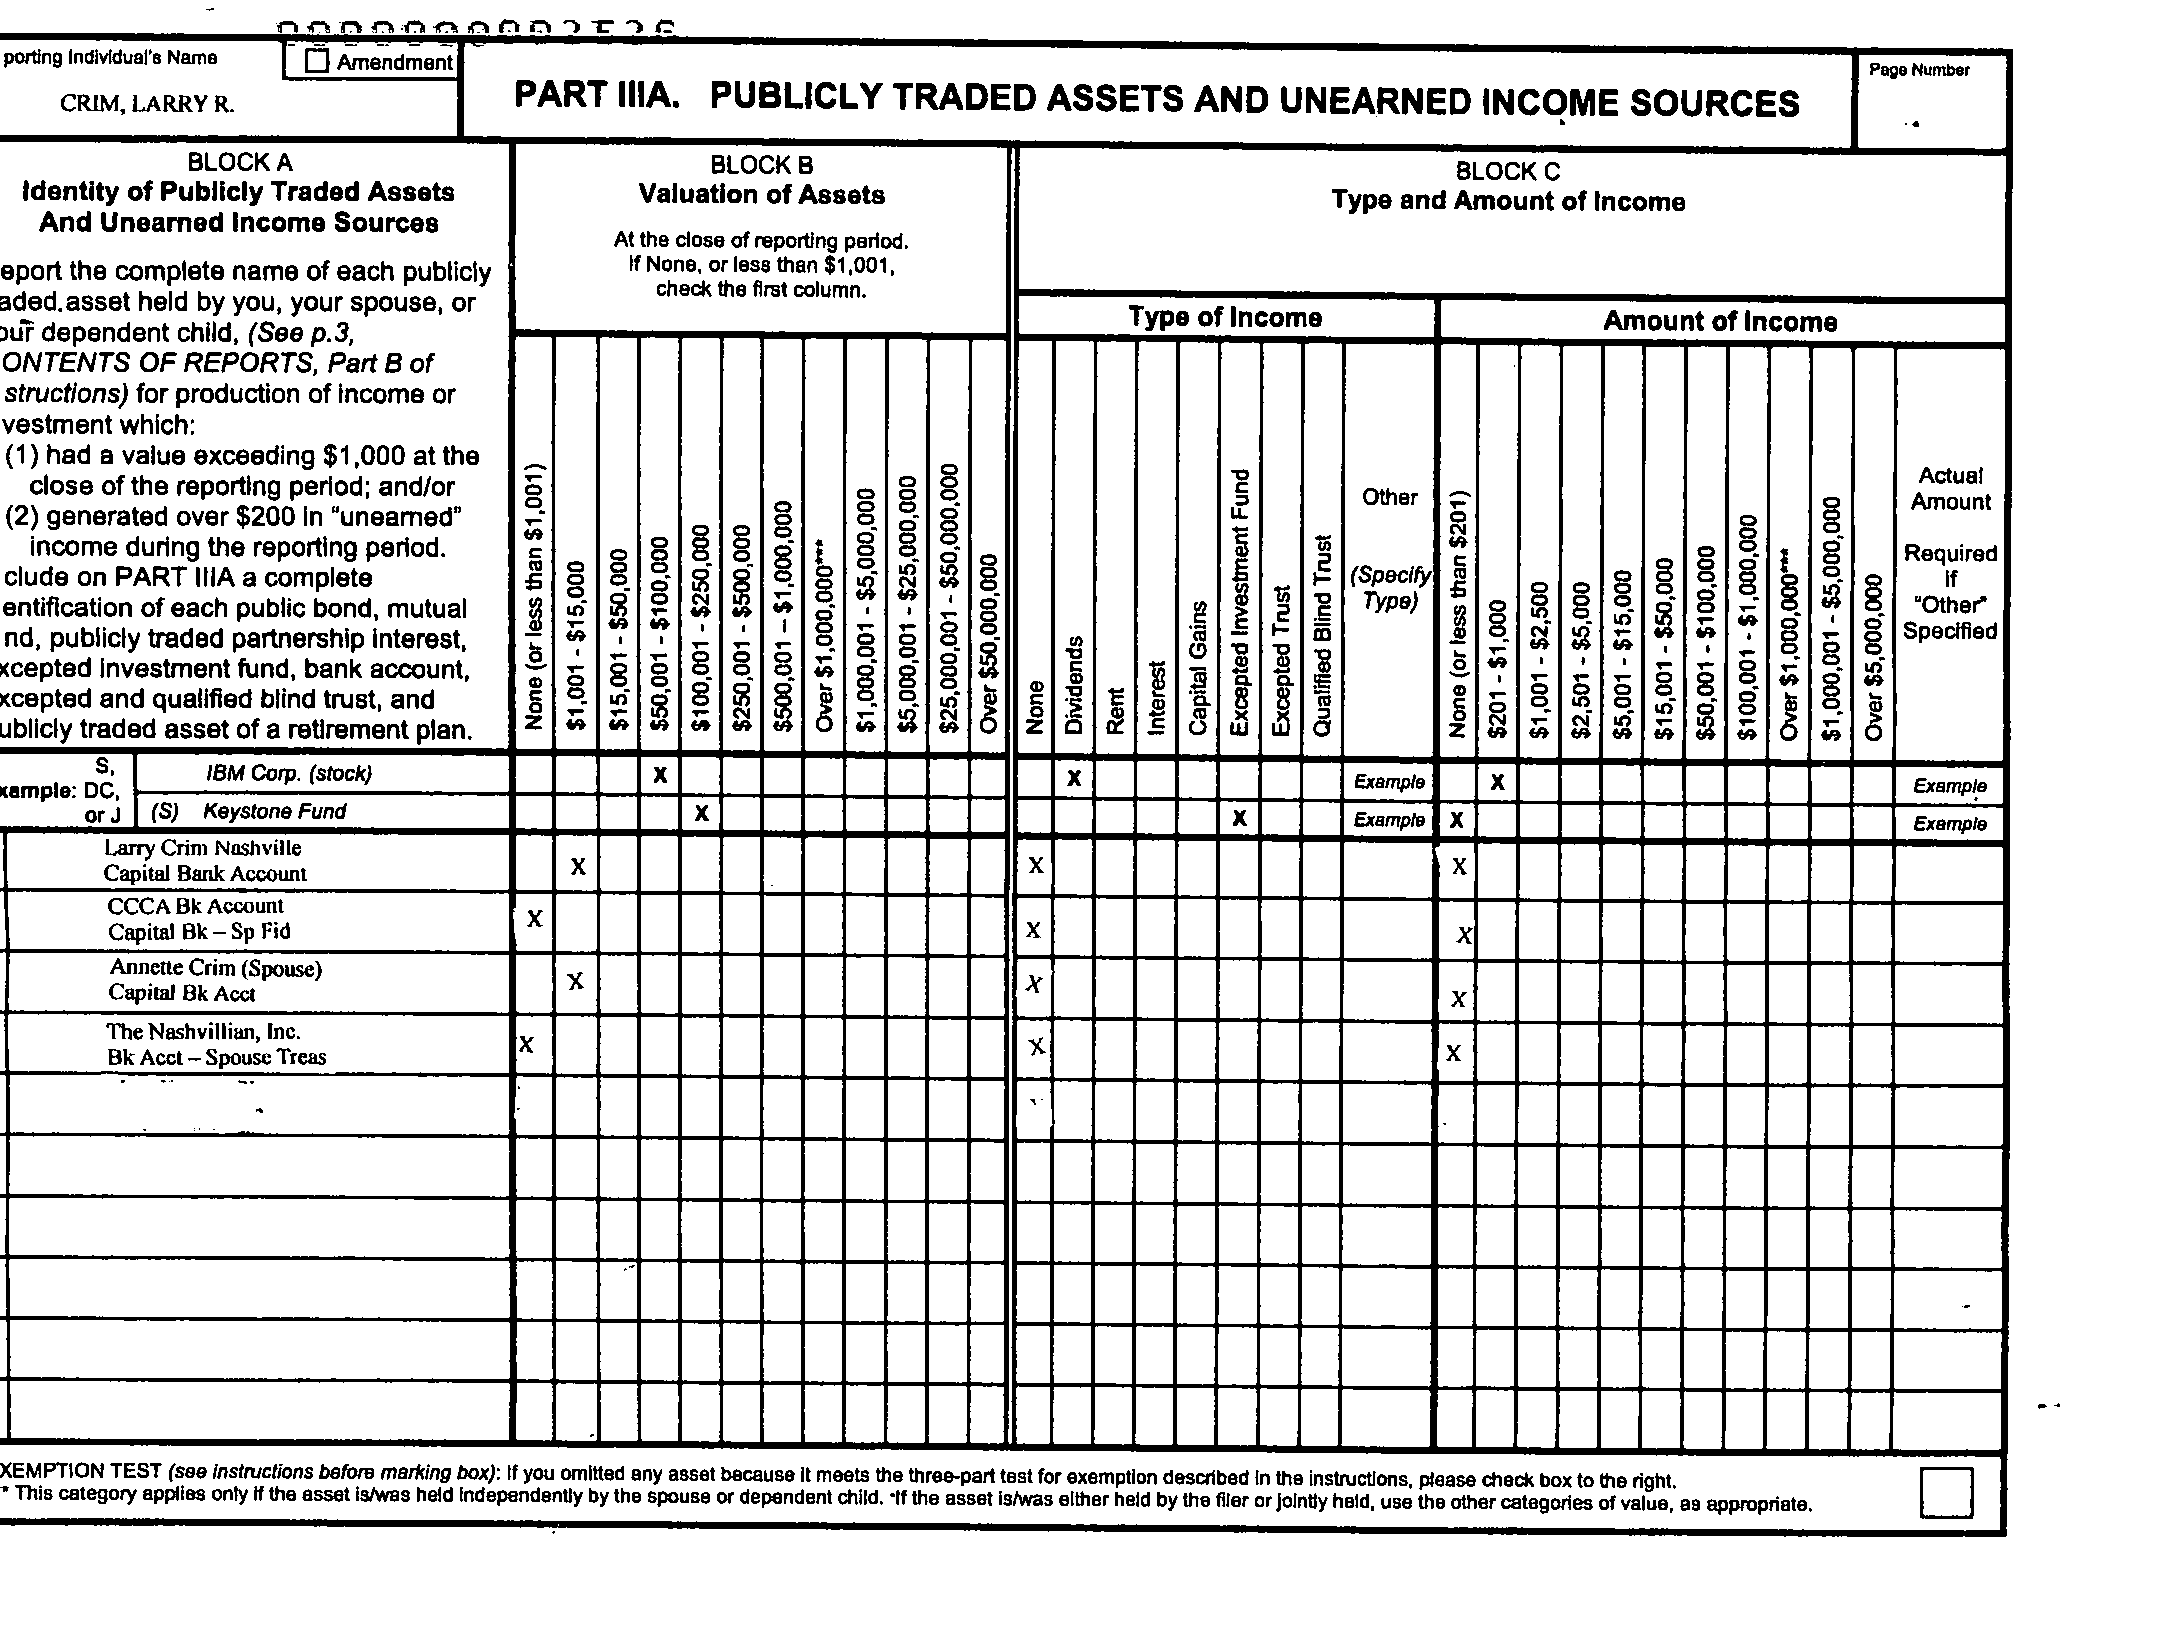 porting Individual's Name
Amendment
CRIM, LARRY R.
PART IIIA. PUBLICLY TRADED ASSETS AND UNEARNED INCOME SOURCES
Page Number
BLOCK A
Identity of Publicly Traded Assets
And Unearned Income Sources
eport the complete name of each publicly
aded asset held by you, your spouse, or
our dependent child, (See p.3,
ONTENTS OF REPORTS, Part B of
structions) for production of income or
vestment which:
(1) had a value exceeding $1,000 at the
close of the reporting period; and/or
(2) generated over $200 in "unearned"
income during the reporting period.
clude on PART IIIA a complete
entification of each public bond, mutual
nd, publicly traded partnership interest,
xcepted investment fund, bank account,
xcepted and qualified blind trust, and
ublicly traded asset of a retirement plan.
BLOCK B
Valuation of Assets
At the close of reporting period.
If None, or less than $1,001,
check the first column.
None (or less than $1,001)
$1,001 - $15,000
$15,001 - $50,000
$50,001 - $100,000
$100,001 - $250,000
$250,001 - $500,000
$500,001 – $1,000,000
Over $1,000,000***
$1,000,001 - $5,000,000
$5,000,001 - $25,000,000
$25,000,001 - $50,000,000
Over $50,000,000
BLOCK C
Type and Amount of Income
Type of Income
None
Dividends
Rent
Interest
Capital Gains
Excepted Investment Fund
Excepted Trust
Qualified Blind Trust
Other
(Specify
Type)
Amount of Income
None (or less than $201)
$201 - $1,000
$1,001 - $2,500
$2,501 - $5,000
$5,001 - $15,000
$15,001 - $50,000
$50,001 - $100,000
$100,001 - $1,000,000
Over $1,000,000***
$1,000,001 - $5,000,000
Over $5,000,000
Actual
Amount
Required
if
"Other"
Specified
xample:
S,
DC,
or J
IBM Corp. (stock) X X Example X Example
(S) Keystone Fund X X Example X Example
Larry Crim Nashville
Capital Bank Account X X X
CCCA Bk Account
Capital Bk – Sp Fid X X X
Annette Crim (Spouse)
Capital Bk Acct X X X
The Nashvillian, Inc.
Bk Acct – Spouse Treas X X X
XEMPTION TEST (see instructions before marking box): If you omitted any asset because it meets the three-part test for exemption described in the instructions, please check box to the right.
* This category applies only if the asset is/was held independently by the spouse or dependent child. *If the asset is/was either held by the filer or jointly held, use the other categories of value, as appropriate.